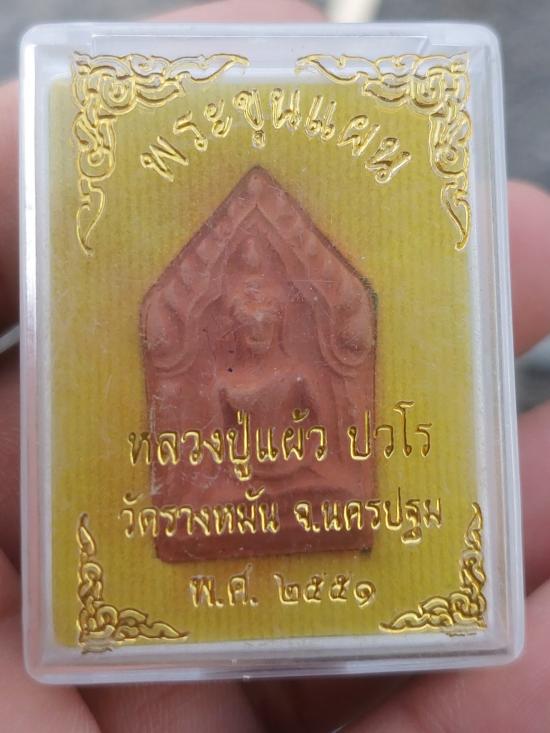 พระขุนแผน
หลวงปู่แผ้ว ปวโร
วัดรางหมัน จ.นครปฐม
พ.ศ. ๒๕๕๑